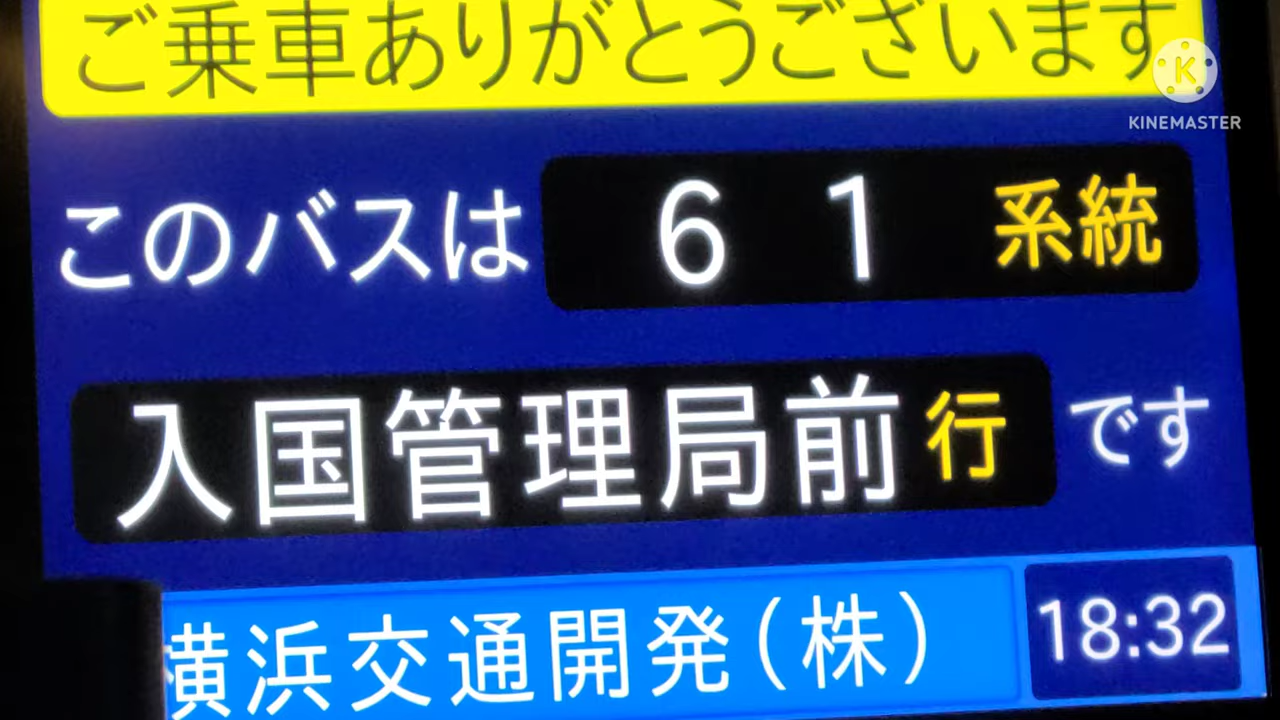 ご乗車ありがとうございます
K
KINEMASTER
このバスは 61 系統
入国管理局前 行 です
横浜交通開発(株) 18:32